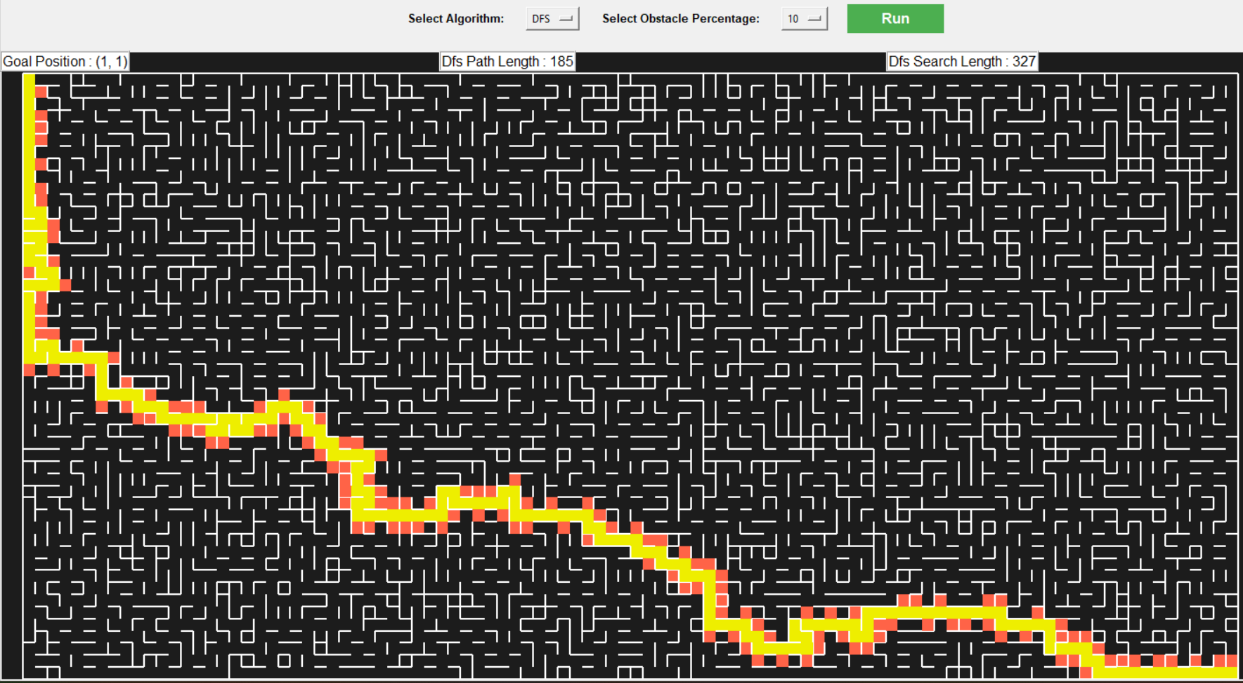 Select Algorithm: DFS Select Obstacle Percentage: 10 Run
Goal Position : (1, 1) Dfs Path Length : 185 Dfs Search Length : 327